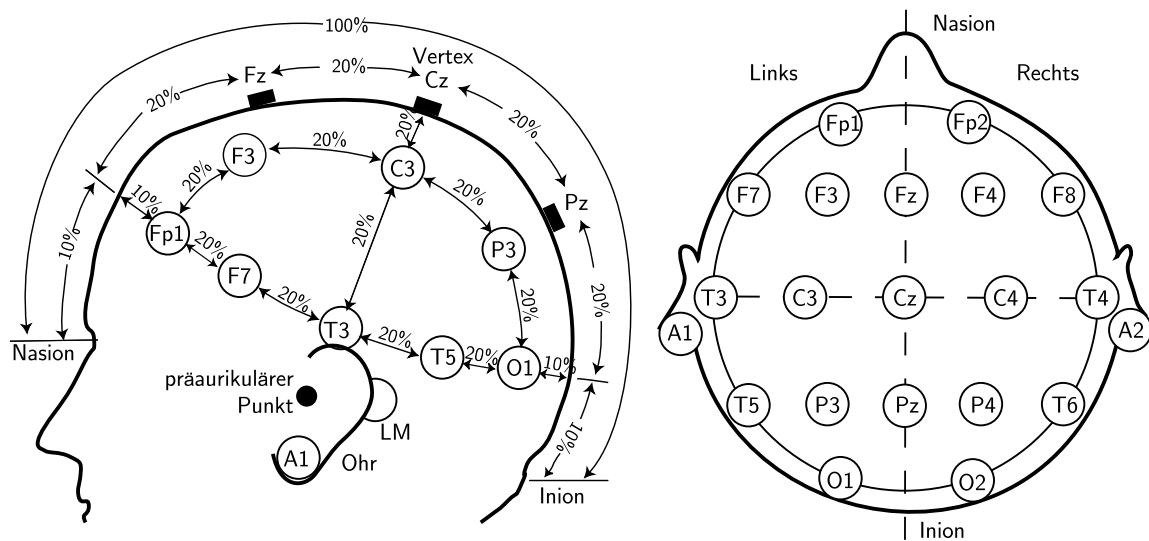 100%
Vertex
Fz
20%
Cz
20%
20%
20%
F3
20%
C3
20%
Pz
10%
20%
20%
10%
Fp1
20%
F7
20%
P3
20%
20%
20%
T3
20%
T5
20%
O1
10%
Nasion
präaurikulärer
Punkt
LM
A1
Ohr
10%
Inion
Nasion
Links
Rechts
Fp1
Fp2
F7
F3
Fz
F4
F8
T3
C3
Cz
C4
T4
A1
A2
T5
P3
Pz
P4
T6
O1
O2
Inion